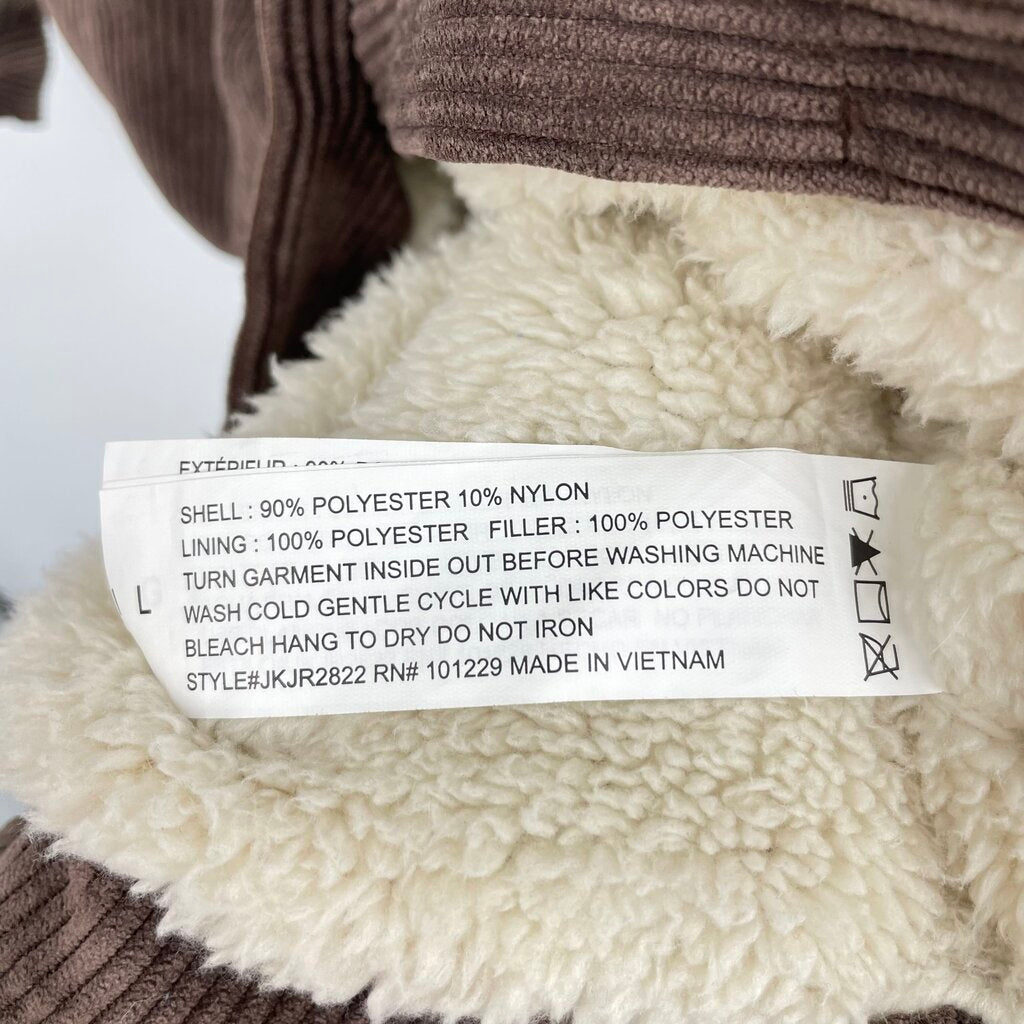 EXTÉRIEUR : 90%
SHELL : 90% POLYESTER 10% NYLON
LINING : 100% POLYESTER FILLER : 100% POLYESTER
TURN GARMENT INSIDE OUT BEFORE WASHING MACHINE
L
WASH COLD GENTLE CYCLE WITH LIKE COLORS DO NOT
BLEACH HANG TO DRY DO NOT IRON
STYLE#JKJR2822 RN# 101229 MADE IN VIETNAM